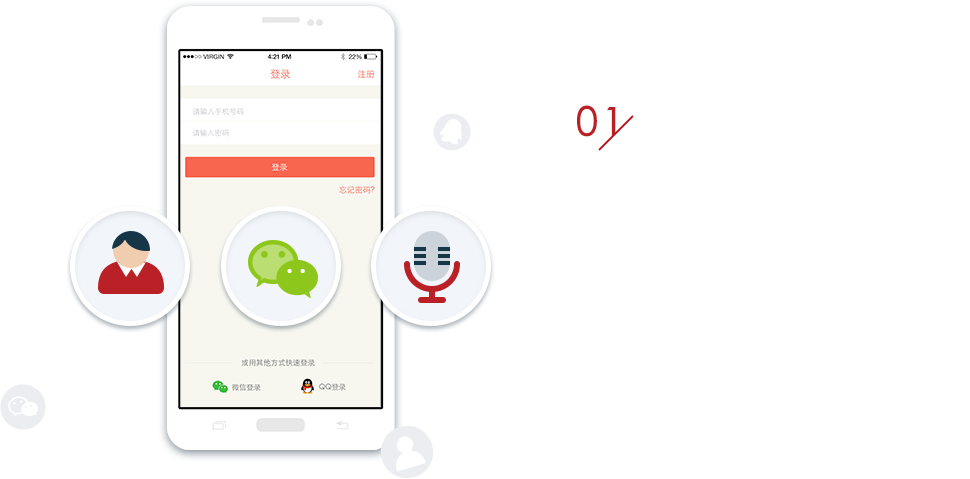 VIRGIN 4:21 PM 22%
登录 注册
请输入手机号码
请输入密码
登录
忘记密码?
或用其他方式快速登录
微信登录 QQ登录
01